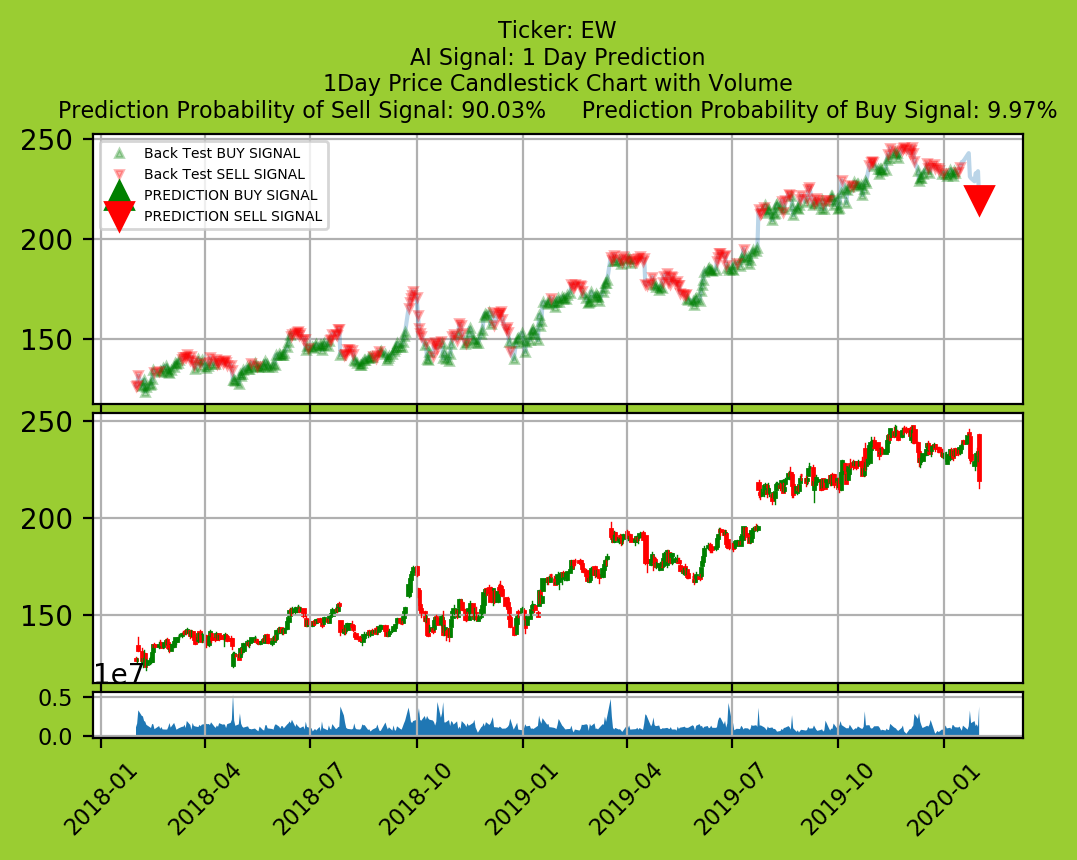 Ticker: EW
AI Signal: 1 Day Prediction
1Day Price Candlestick Chart with Volume
Prediction Probability of Sell Signal: 90.03%     Prediction Probability of Buy Signal: 9.97%
250
200
150
Back Test BUY SIGNAL
Back Test SELL SIGNAL
PREDICTION BUY SIGNAL
PREDICTION SELL SIGNAL
250
200
150
1e7
0.5
0.0
2018-01
2018-04
2018-07
2018-10
2019-01
2019-04
2019-07
2019-10
2020-01